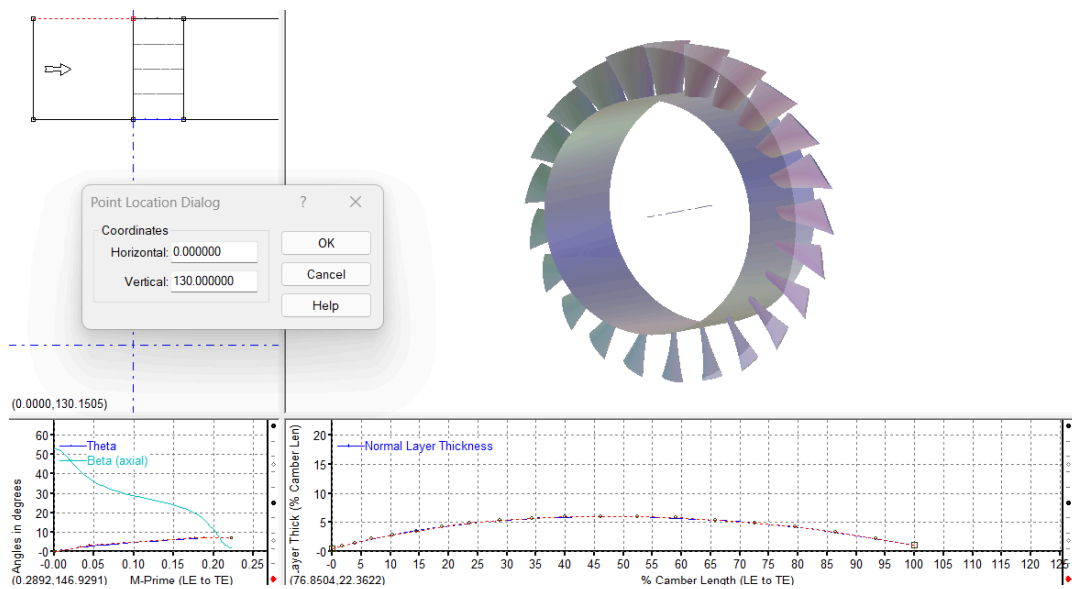 Point Location Dialog ? ×
Coordinates
Horizontal: 0.000000
Vertical: 130.000000
OK
Cancel
Help
(0.0000,130.1505)
Angles in degrees
60
50
40
30
20
10
-0
Theta
Beta (axial)
-0.00 0.05 0.10 0.15 0.20 0.25
(0.2892,146.9291) M-Prime (LE to TE)
Layer Thick (% Camber Len)
20
15
10
5
-0
Normal Layer Thickness
-0 5 10 15 20 25 30 35 40 45 50 55 60 65 70 75 80 85 90 95 100 105 110 115 120 125
(76.8504,22.3622) % Camber Length (LE to TE)